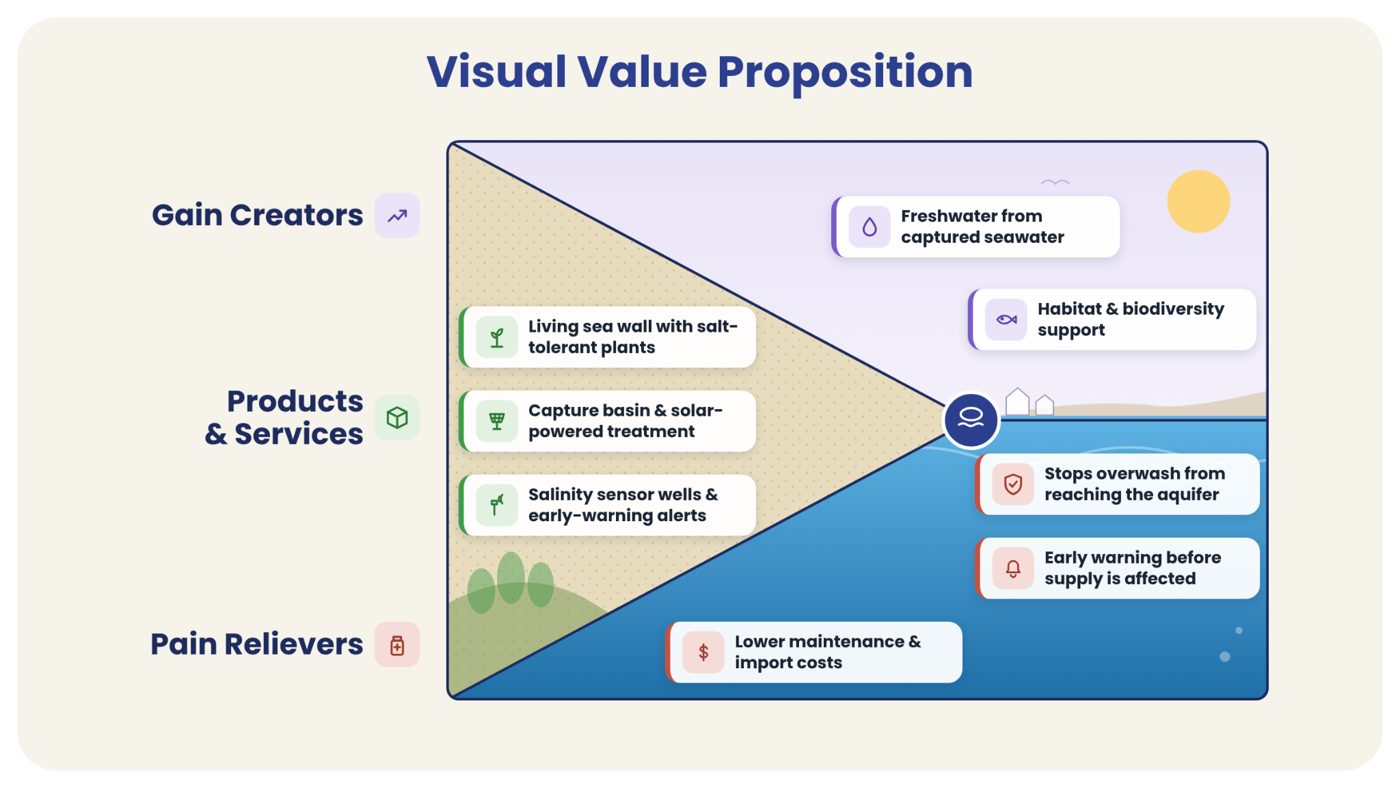 Visual Value Proposition
Gain Creators
Freshwater from
captured seawater
Habitat & biodiversity
support
Products
& Services
Living sea wall with salt-
tolerant plants
Capture basin & solar-
powered treatment
Salinity sensor wells &
early-warning alerts
Pain Relievers
Stops overwash from
reaching the aquifer
Early warning before
supply is affected
$
Lower maintenance &
import costs